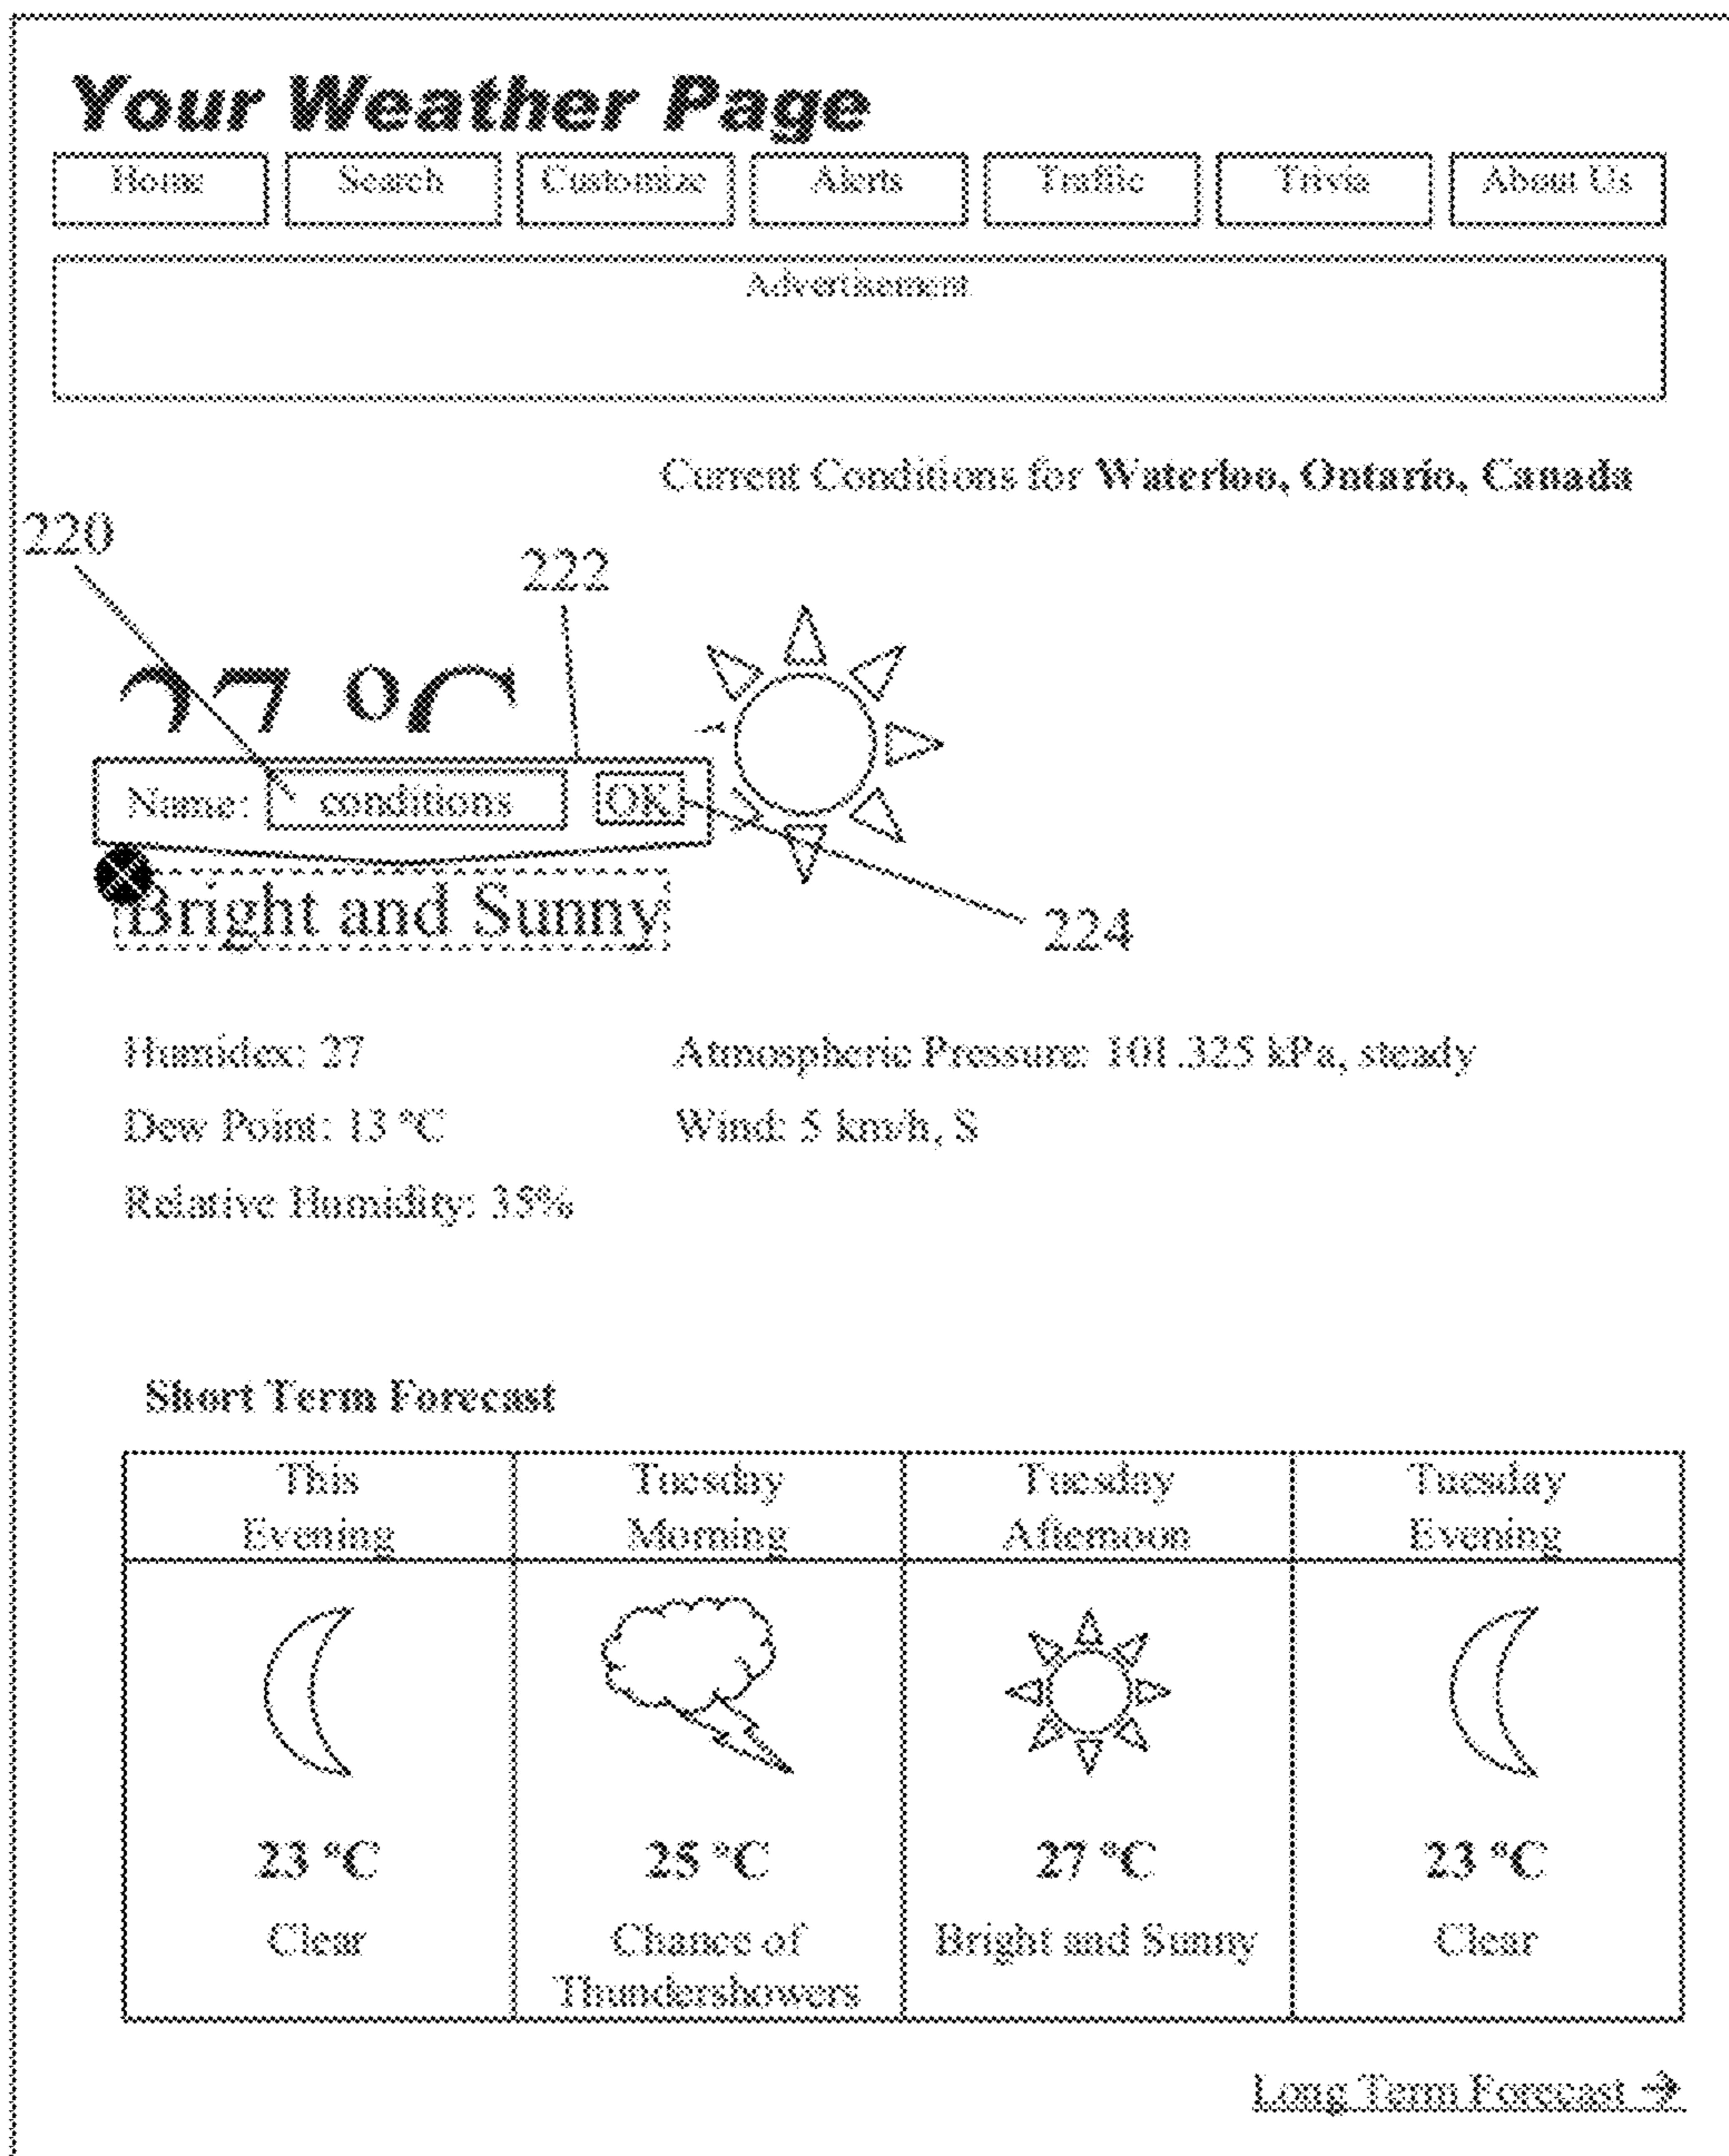 Your Weather Page
Home Search Customize Alerts Traffic Trivia About Us
Advertisement
Current Conditions for Waterloo, Ontario, Canada
220
222
Name: conditions OK
Bright and Sunny
224
Humidex: 27 Atmospheric Pressure: 101.325 kPa, steady
Dew Point: 13 °C Wind: 5 km/h, S
Relative Humidity: 35%
Short Term Forecast
This Tuesday Tuesday Tuesday
Evening Morning Afternoon Evening
23 °C 25 °C 27 °C 23 °C
Clear Chance of Bright and Sunny Clear
Thundershowers
Long Term Forecast →